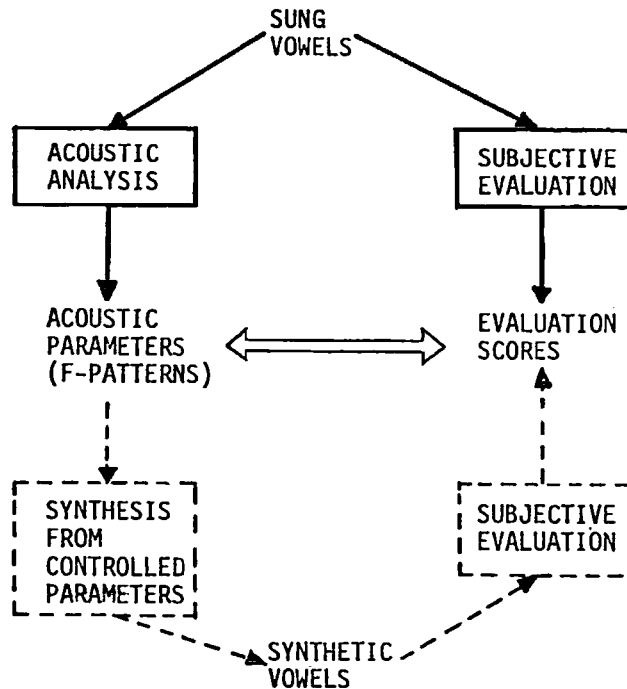 SUNG
VOWELS
ACOUSTIC
ANALYSIS
SUBJECTIVE
EVALUATION
ACOUSTIC
PARAMETERS
(F-PATTERNS)
EVALUATION
SCORES
SYNTHESIS
FROM
CONTROLLED
PARAMETERS
SUBJECTIVE
EVALUATION
SYNTHETIC
VOWELS